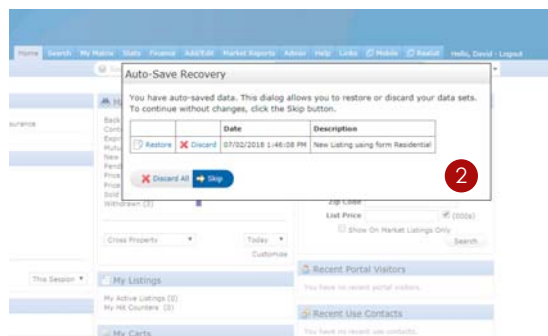 Home Search My Matrix Stats Finance Add/Edit Market Reports Admin Help Links Mobile Realist Hello, David - Logout
Auto-Save Recovery
You have auto-saved data. This dialog allows you to restore or discard your data sets.
To continue without changes, click the Skip button.
Date Description
Restore Discard 07/02/2018 1:46:08 PM New Listing using form Residential
Discard All Skip
2
Price
Price
Sold
Withdrawn (3)
Zip Code
List Price (000s)
Show On Market Listings Only
Search
Cross Property Today
Customize
This Session
My Listings
My Active Listings (0)
My Hit Counters (0)
My Carts
Recent Portal Visitors
You have no recent portal visitors.
Recent Use Contacts
You have no recent use contacts.